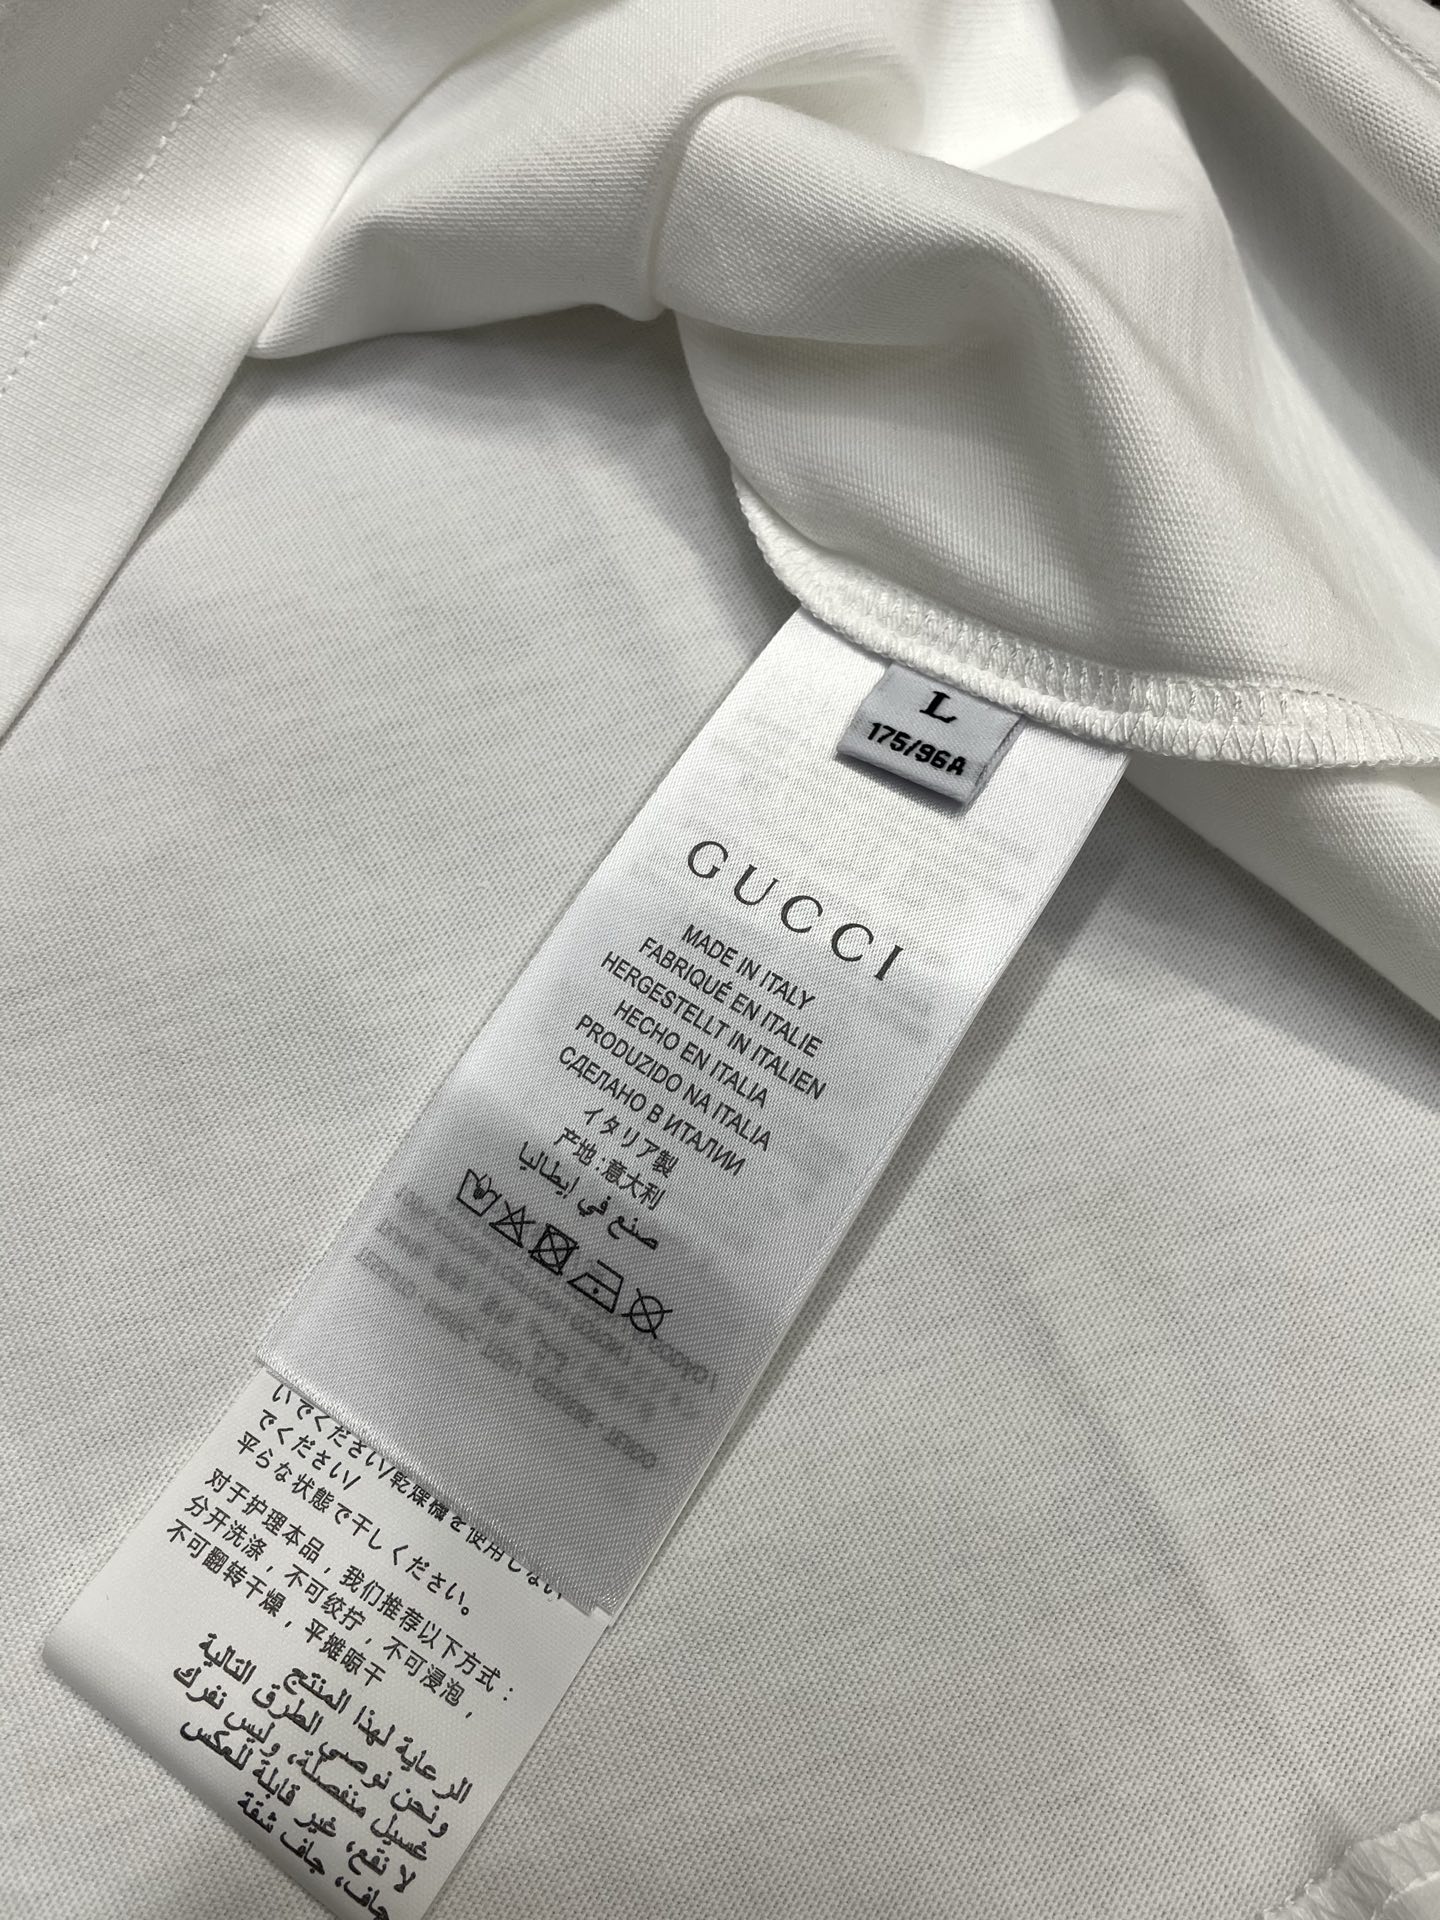 L
175/96A
GUCCI
MADE IN ITALY
FABRIQUÉ EN ITALIE
HERGESTELLT IN ITALIEN
HECHO EN ITALIA
PRODUZIDO NA ITALIA
СДЕЛАНО В ИТАЛИИ
イタリア製
产地:意大利
صنع في إيطاليا
いでください/乾燥機を使用しない
でください/
平らな状態で干しください。
对于护理本品，我们推荐以下方式：
分开洗涤，不可绞拧，不可浸泡，
不可翻转干燥，平摊晾干
الرعاية لهذا المنتج
ونحن نوصي الطرق التالية
غسيل منفصلة، وليس نفرك
لا نقع، غير قابلة للعكس
جاف، جاف شقة